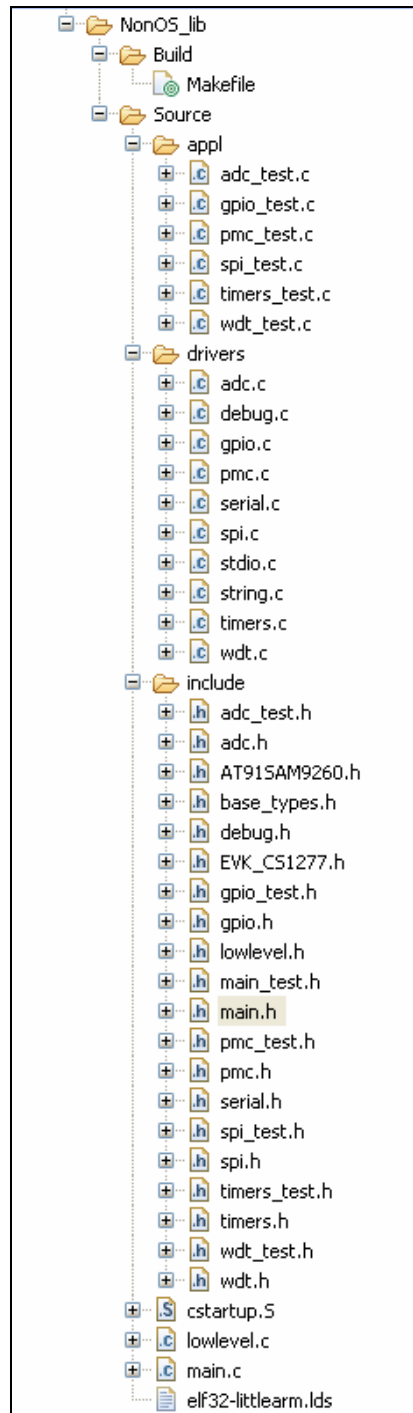 NonOS_lib
Build
Makefile
Source
appl
.c adc_test.c
.c gpio_test.c
.c pmc_test.c
.c spi_test.c
.c timers_test.c
.c wdt_test.c
drivers
.c adc.c
.c debug.c
.c gpio.c
.c pmc.c
.c serial.c
.c spi.c
.c stdio.c
.c string.c
.c timers.c
.c wdt.c
include
.h adc_test.h
.h adc.h
.h AT91SAM9260.h
.h base_types.h
.h debug.h
.h EVK_CS1277.h
.h gpio_test.h
.h gpio.h
.h lowlevel.h
.h main_test.h
.h main.h
.h pmc_test.h
.h pmc.h
.h serial.h
.h spi_test.h
.h spi.h
.h timers_test.h
.h timers.h
.h wdt_test.h
.h wdt.h
.S cstartup.S
.c lowlevel.c
.c main.c
elf32-littlearm.lds